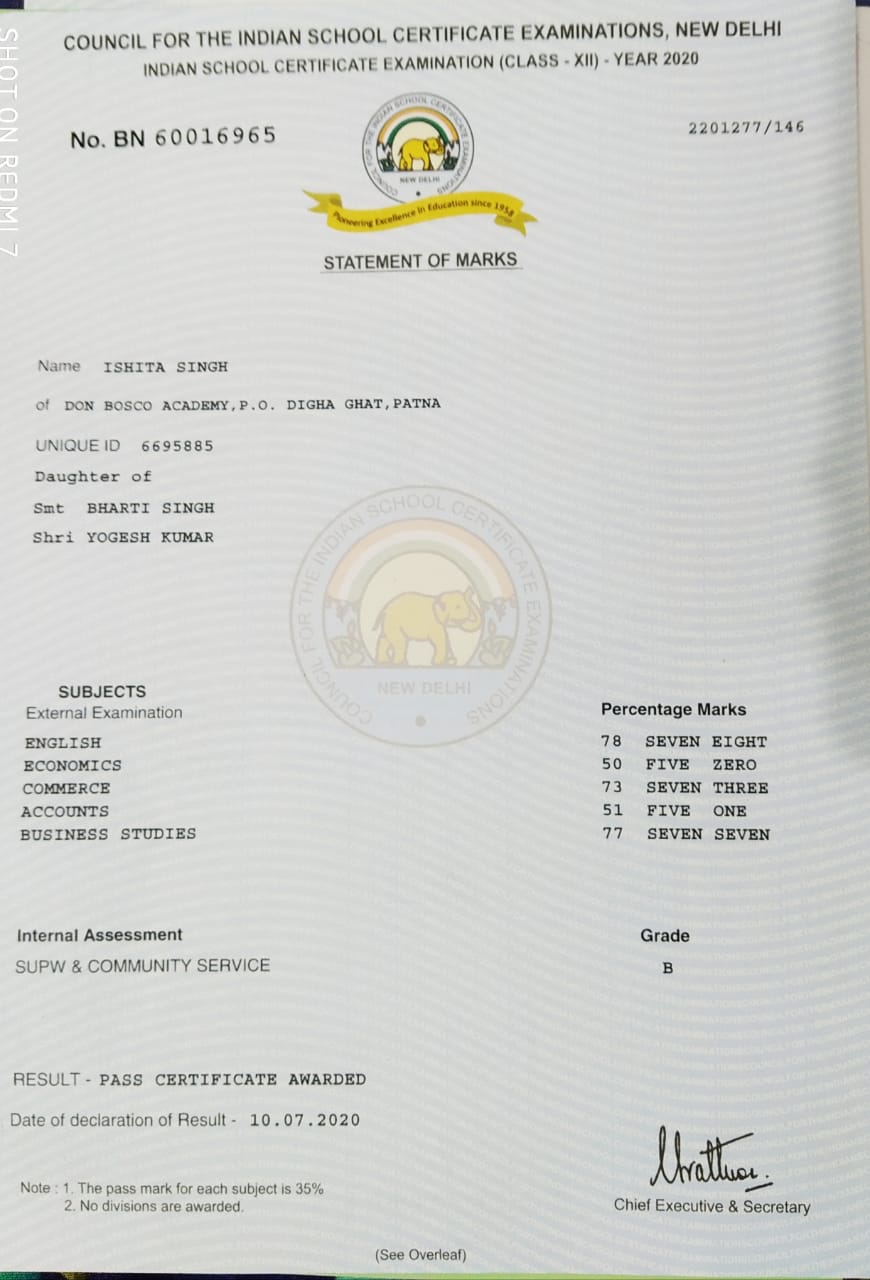 COUNCIL FOR THE INDIAN SCHOOL CERTIFICATE EXAMINATIONS, NEW DELHI
INDIAN SCHOOL CERTIFICATE EXAMINATION (CLASS - XII) - YEAR 2020
No. BN 60016965
2201277/146
COUNCIL FOR THE INDIAN SCHOOL CERTIFICATE EXAMINATIONS
NEW DELHI
Pioneering Excellence in Education since 1958
STATEMENT OF MARKS
SHOT ON REDMI 7
Name ISHITA SINGH
of DON BOSCO ACADEMY,P.O. DIGHA GHAT,PATNA
UNIQUE ID 6695885
Daughter of
Smt BHARTI SINGH
Shri YOGESH KUMAR
COUNCIL FOR THE INDIAN SCHOOL CERTIFICATE EXAMINATIONS
NEW DELHI
SUBJECTS
External Examination Percentage Marks
ENGLISH 78 SEVEN EIGHT
ECONOMICS 50 FIVE ZERO
COMMERCE 73 SEVEN THREE
ACCOUNTS 51 FIVE ONE
BUSINESS STUDIES 77 SEVEN SEVEN
Internal Assessment Grade
SUPW & COMMUNITY SERVICE B
RESULT - PASS CERTIFICATE AWARDED
Date of declaration of Result - 10.07.2020
Note : 1. The pass mark for each subject is 35%
2. No divisions are awarded.
Chief Executive & Secretary
(See Overleaf)